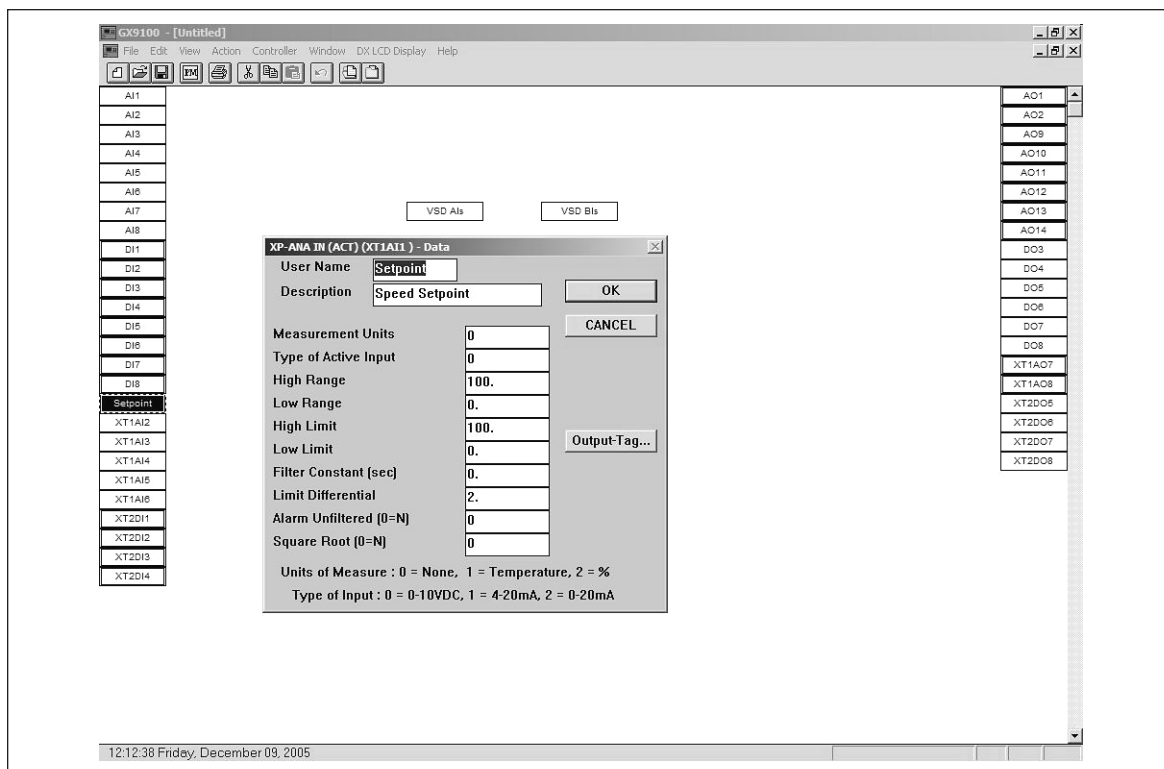 GX9100 - [Untitled]
File Edit View Action Controller Window DX LCD Display Help
PM
AI1
AI2
AI3
AI4
AI5
AI6
AI7
AI8
DI1
DI2
DI3
DI4
DI5
DI6
DI7
DI8
Setpoint
XT1AI2
XT1AI3
XT1AI4
XT1AI5
XT1AI6
XT2DI1
XT2DI2
XT2DI3
XT2DI4
VSD AIs
VSD BIs
XP-ANA IN (ACT) (XT1AI1 ) - Data
User Name Setpoint
Description Speed Setpoint
OK
CANCEL
Measurement Units 0
Type of Active Input 0
High Range 100.
Low Range 0.
High Limit 100.
Low Limit 0.
Output-Tag...
Filter Constant (sec) 0.
Limit Differential 2.
Alarm Unfiltered (0=N) 0
Square Root (0=N) 0
Units of Measure : 0 = None, 1 = Temperature, 2 = %
Type of Input : 0 = 0-10VDC, 1 = 4-20mA, 2 = 0-20mA
AO1
AO2
AO9
AO10
AO11
AO12
AO13
AO14
DO3
DO4
DO5
DO6
DO7
DO8
XT1AO7
XT1AO8
XT2DO5
XT2DO6
XT2DO7
XT2DO8
12:12:38 Friday, December 09, 2005